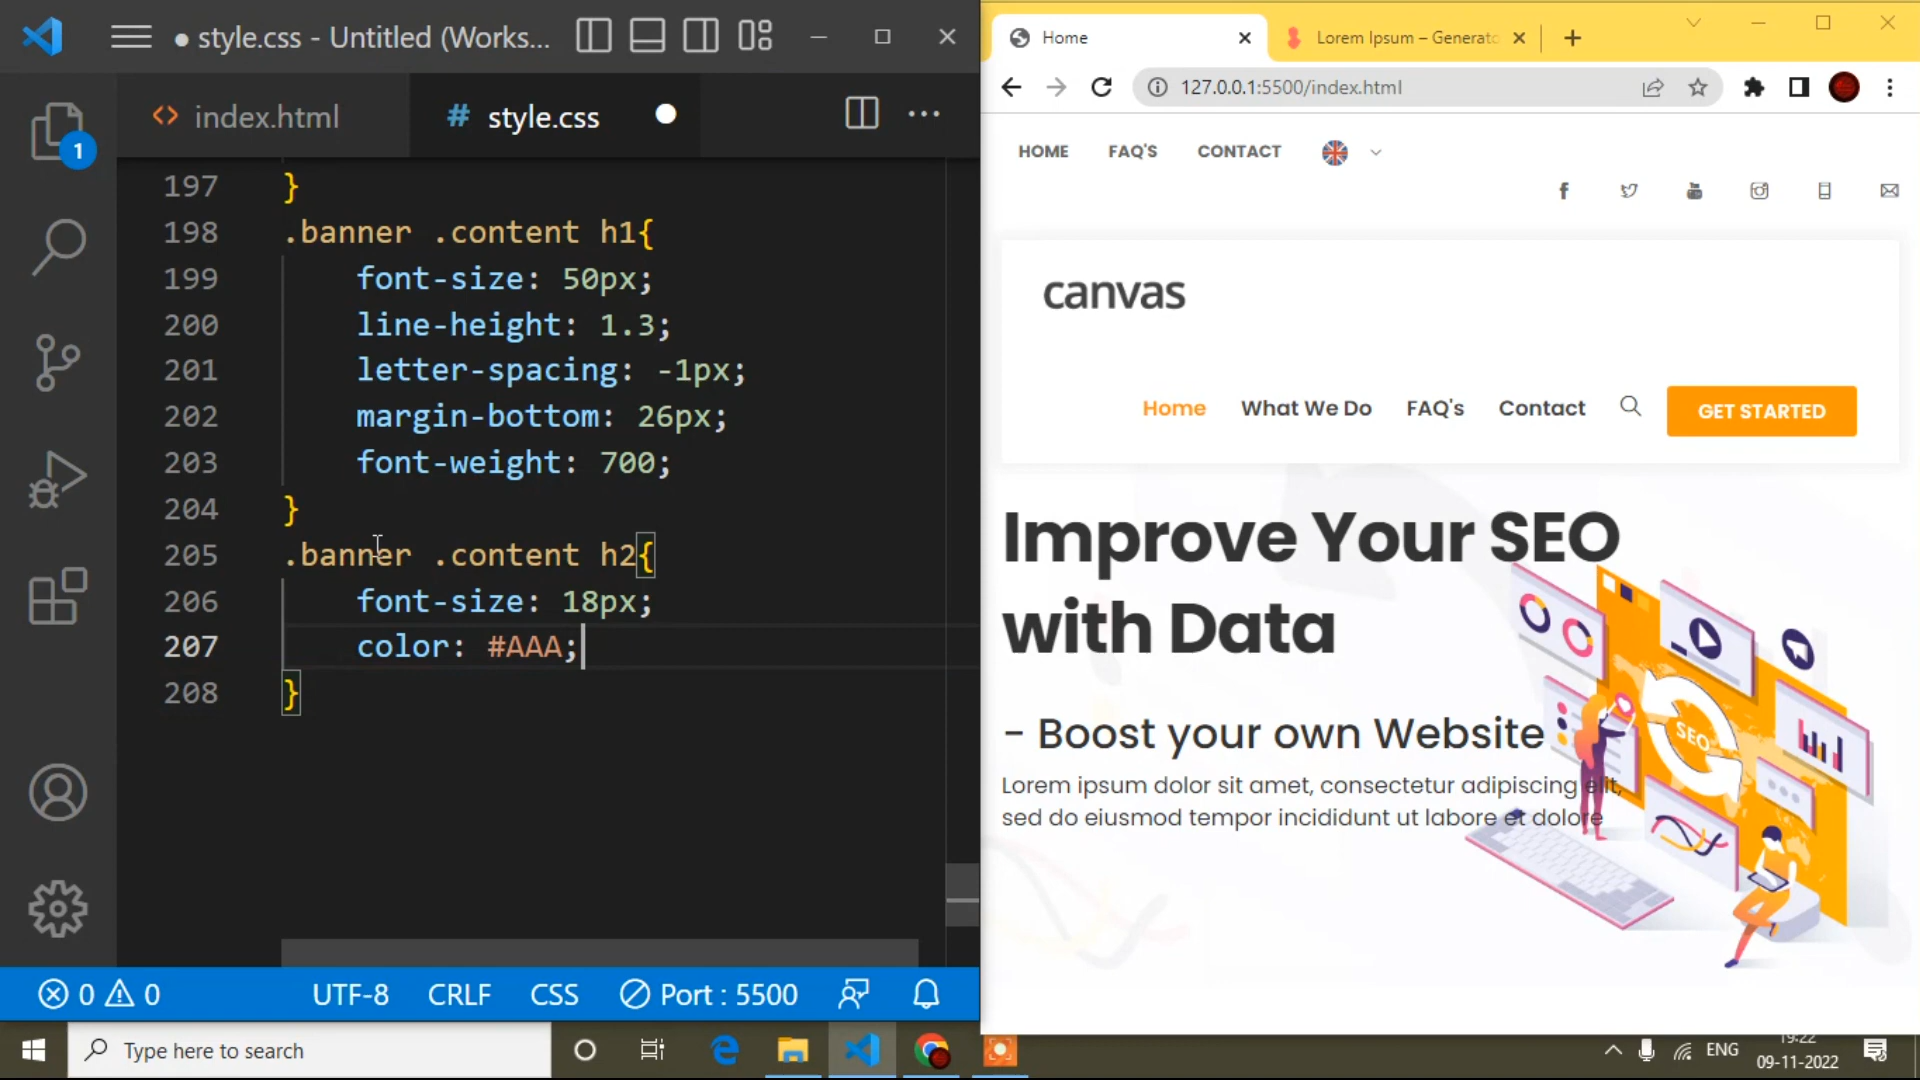 style.css - Untitled (Works...
index.html
# style.css
1
197 }
198 .banner .content h1{
199 font-size: 50px;
200 line-height: 1.3;
201 letter-spacing: -1px;
202 margin-bottom: 26px;
203 font-weight: 700;
204 }
205 .banner .content h2{
206 font-size: 18px;
207 color: #AAA;
208 }
0 0 UTF-8 CRLF CSS Port : 5500
Home
Lorem Ipsum – Generato
127.0.0.1:5500/index.html
HOME FAQ'S CONTACT
canvas
Home What We Do FAQ's Contact GET STARTED
Improve Your SEO
with Data
- Boost your own Website
Lorem ipsum dolor sit amet, consectetur adipiscing elit,
sed do eiusmod tempor incididunt ut labore et dolore
SEO
Type here to search
ENG
19:22
09-11-2022